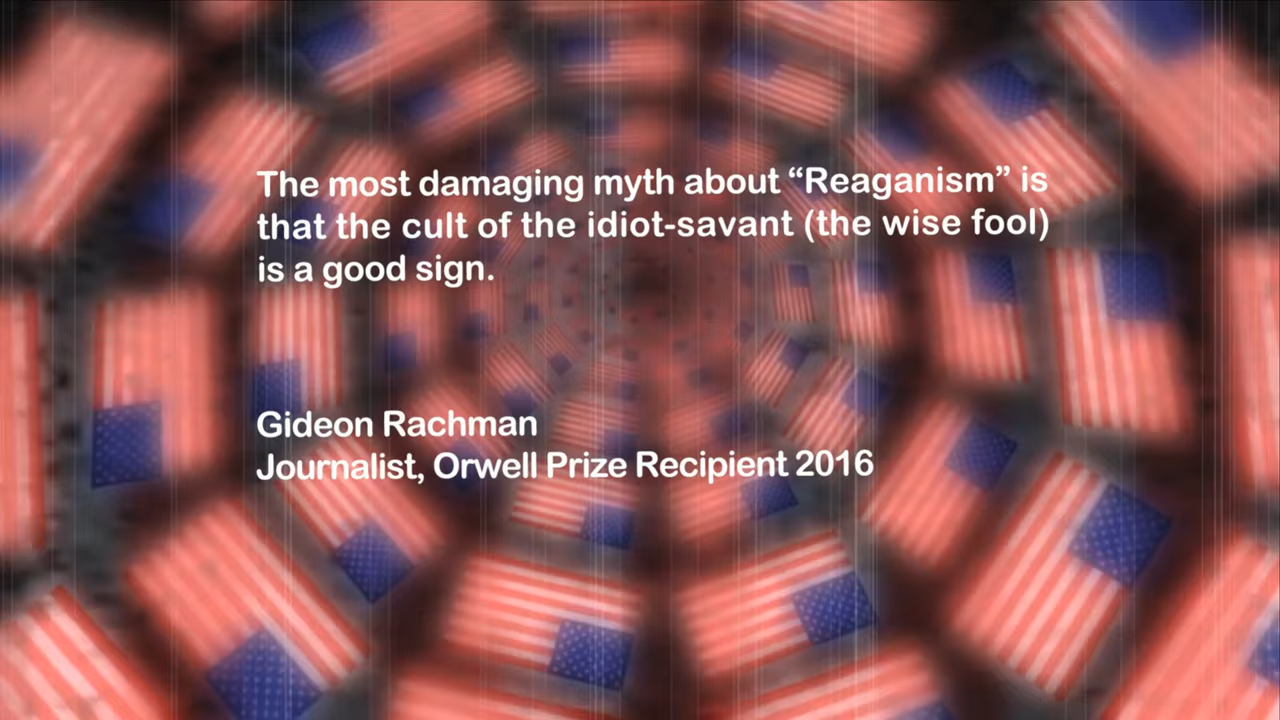 The most damaging myth about “Reaganism” is
that the cult of the idiot-savant (the wise fool)
is a good sign.
Gideon Rachman
Journalist, Orwell Prize Recipient 2016